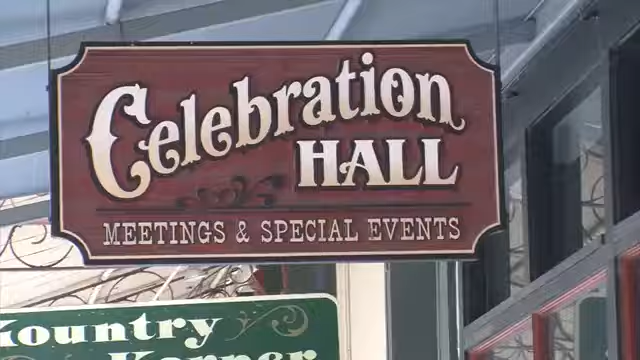 Celebration
HALL
MEETINGS & SPECIAL EVENTS
Kountry
Korner